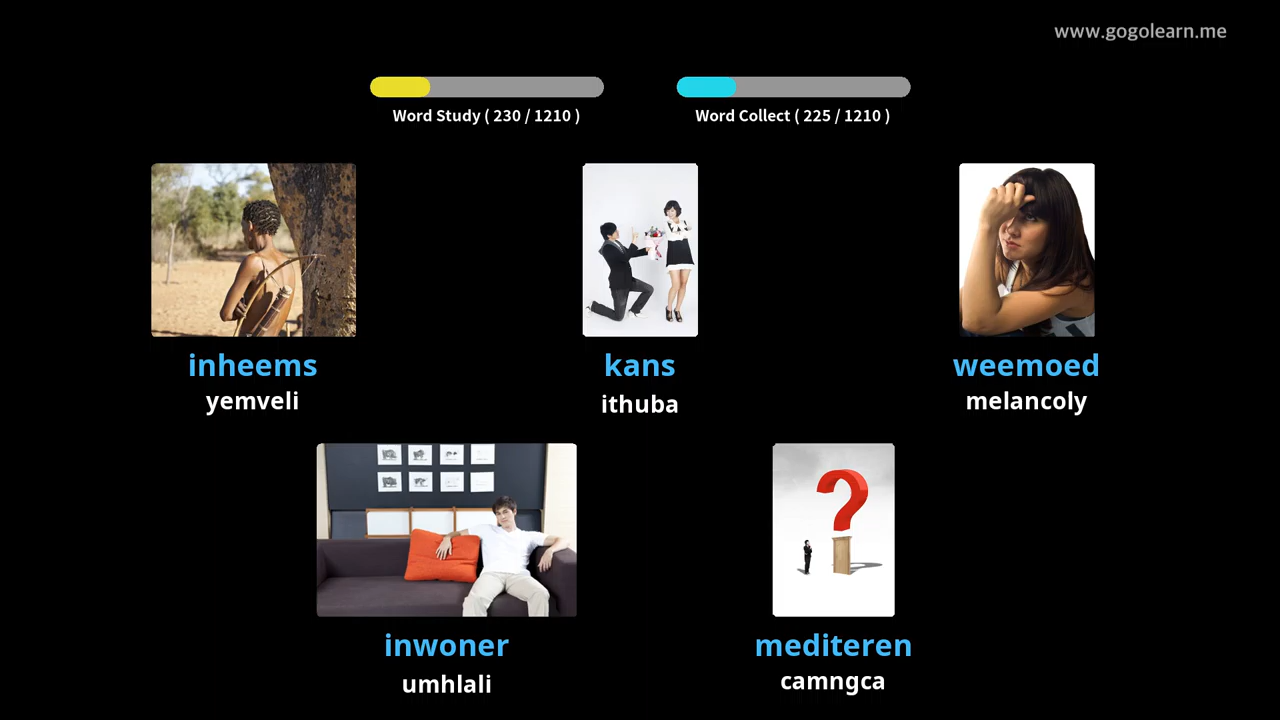 www.gogolearn.me
Word Study ( 230 / 1210 )
Word Collect ( 225 / 1210 )
inheems
yemveli
kans
ithuba
weemoed
melancoly
inwoner
umhlali
mediteren
camngca